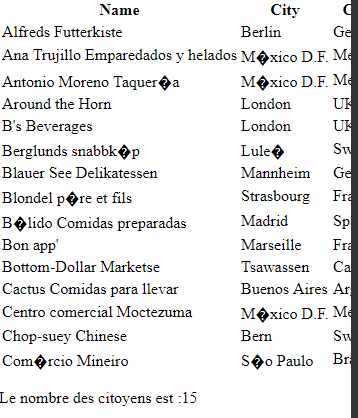 Name City C
Alfreds Futterkiste Berlin Ge
Ana Trujillo Emparedados y helados M�xico D.F. Me
Antonio Moreno Taquer�a M�xico D.F. Me
Around the Horn London UK
B's Beverages London UK
Berglunds snabbk�p Lule� Sw
Blauer See Delikatessen Mannheim Ge
Blondel p�re et fils Strasbourg Fra
B�lido Comidas preparadas Madrid Spa
Bon app' Marseille Fra
Bottom-Dollar Marketse Tsawassen Ca
Cactus Comidas para llevar Buenos Aires Arg
Centro comercial Moctezuma M�xico D.F. Me
Chop-suey Chinese Bern Sw
Com�rcio Mineiro S�o Paulo Bra
Le nombre des citoyens est :15